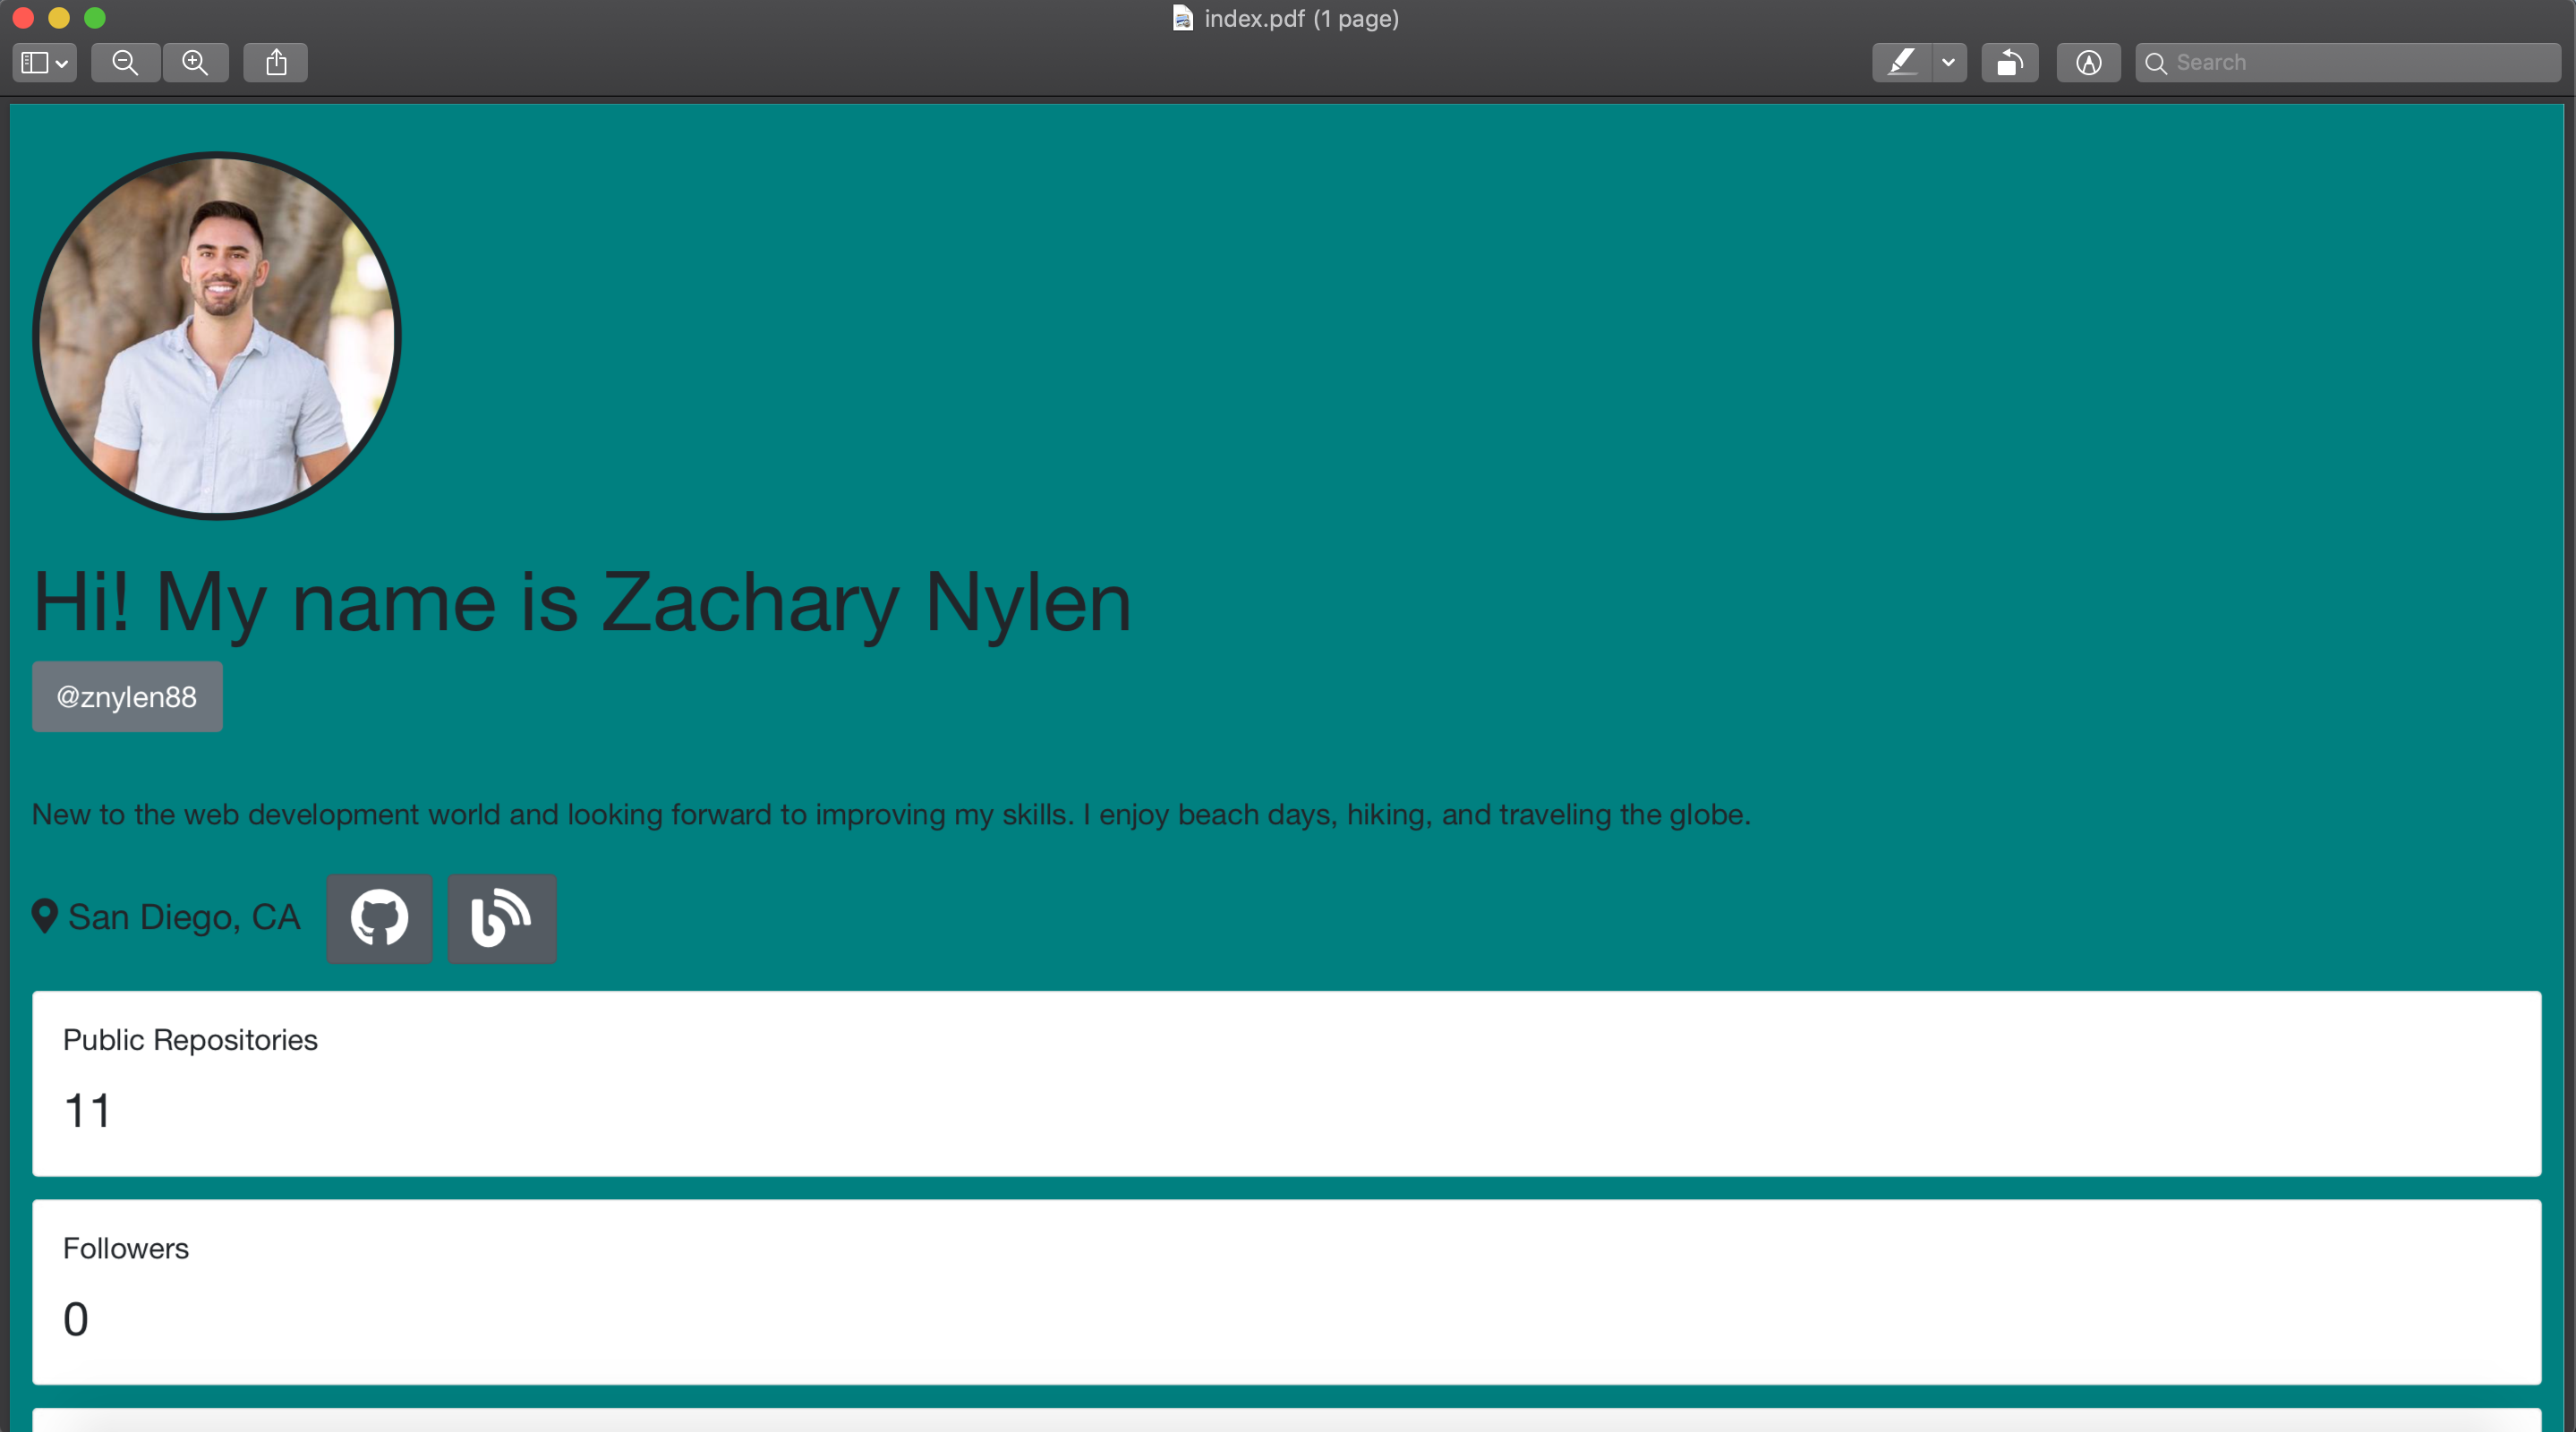 index.pdf (1 page)
Search
Hi! My name is Zachary Nylen
@znylen88
New to the web development world and looking forward to improving my skills. I enjoy beach days, hiking, and traveling the globe.
San Diego, CA
Public Repositories
11
Followers
0